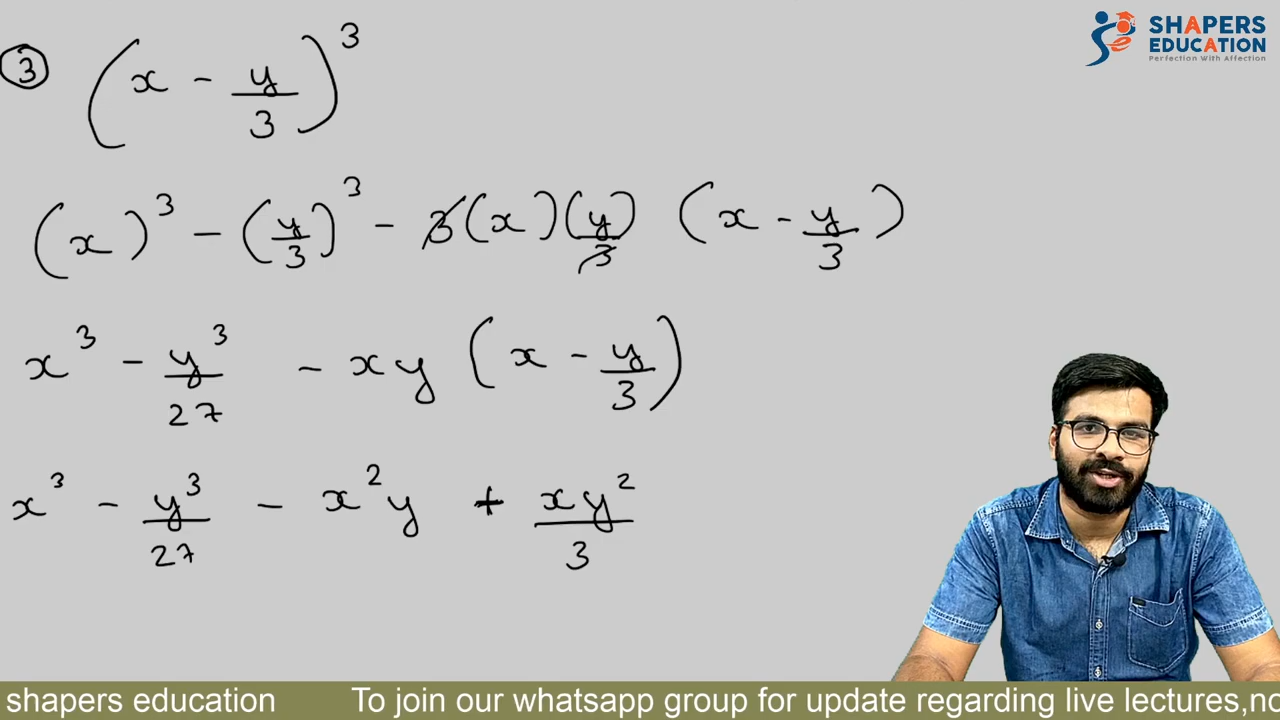 ③ (x - y/3)³
SHAPERS
EDUCATION
Perfection With Affection
(x)³ - (y/3)³ - 3(x)(y/3) (x - y/3)
x³ - y³/27 - xy (x - y/3)
x³ - y³/27 - x²y + xy²/3
shapers education To join our whatsapp group for update regarding live lectures,no